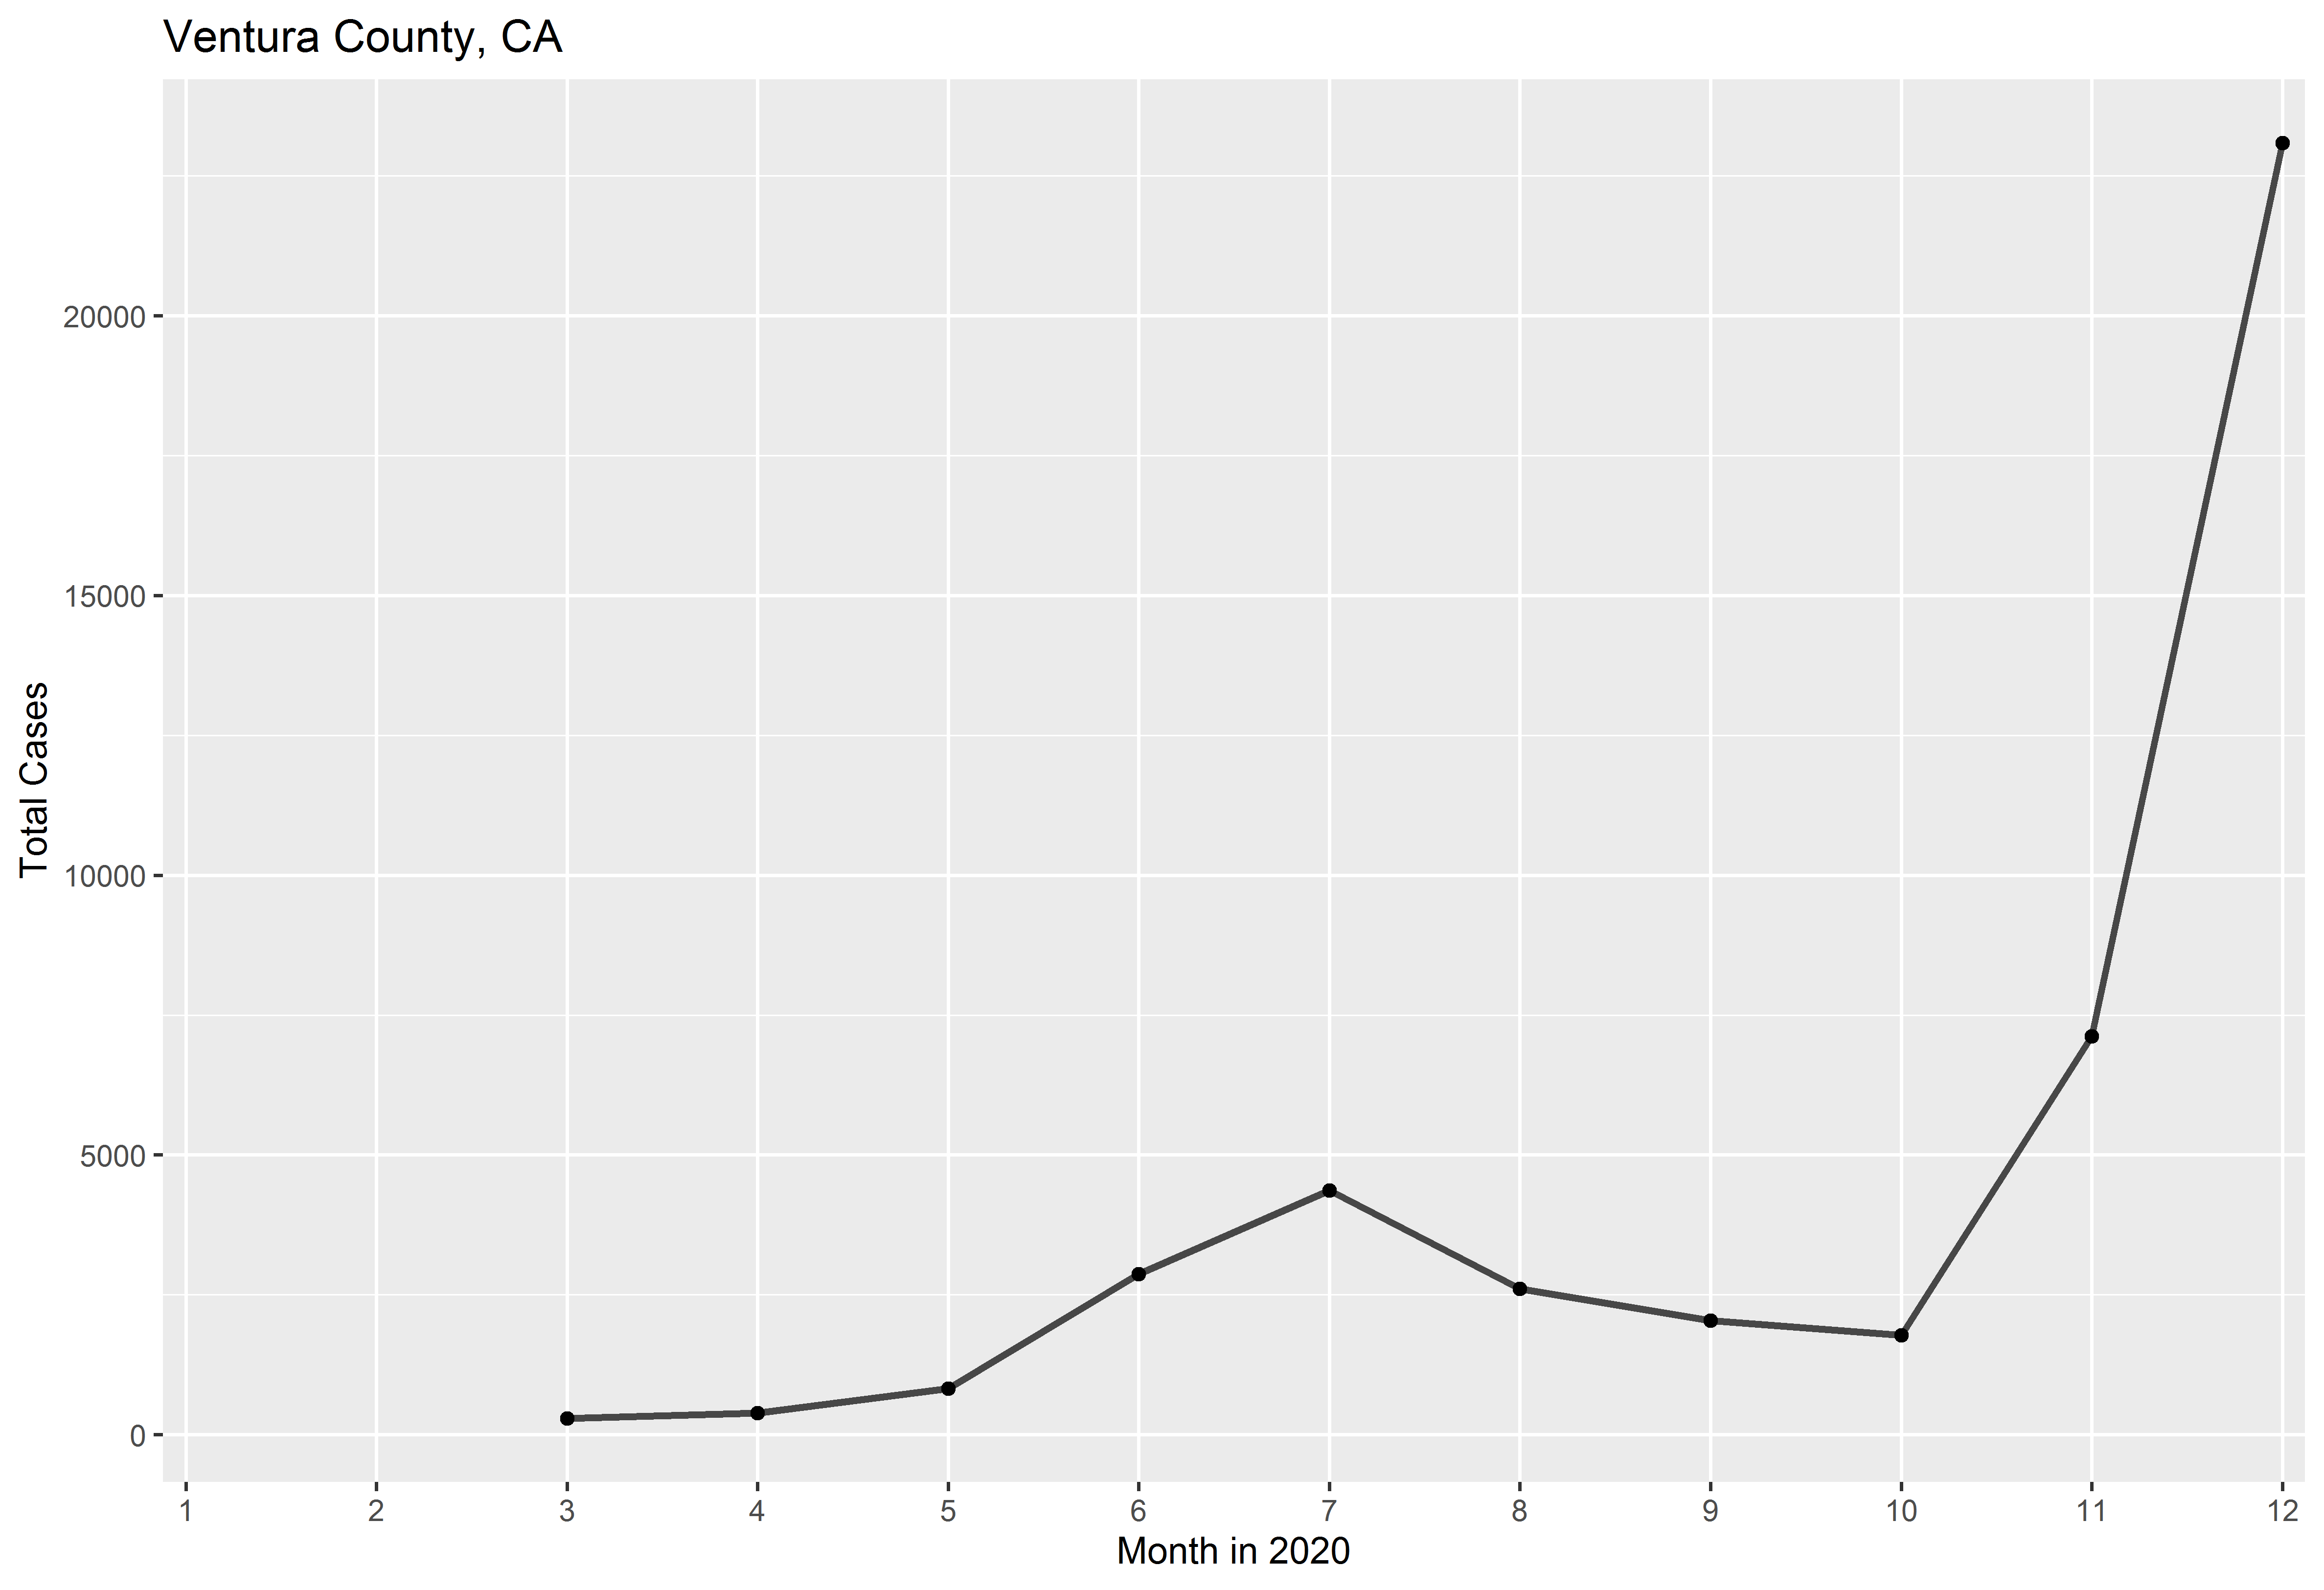 Ventura County, CA
Total Cases
20000
15000
10000
5000
0
1 2 3 4 5 6 7 8 9 10 11 12
Month in 2020